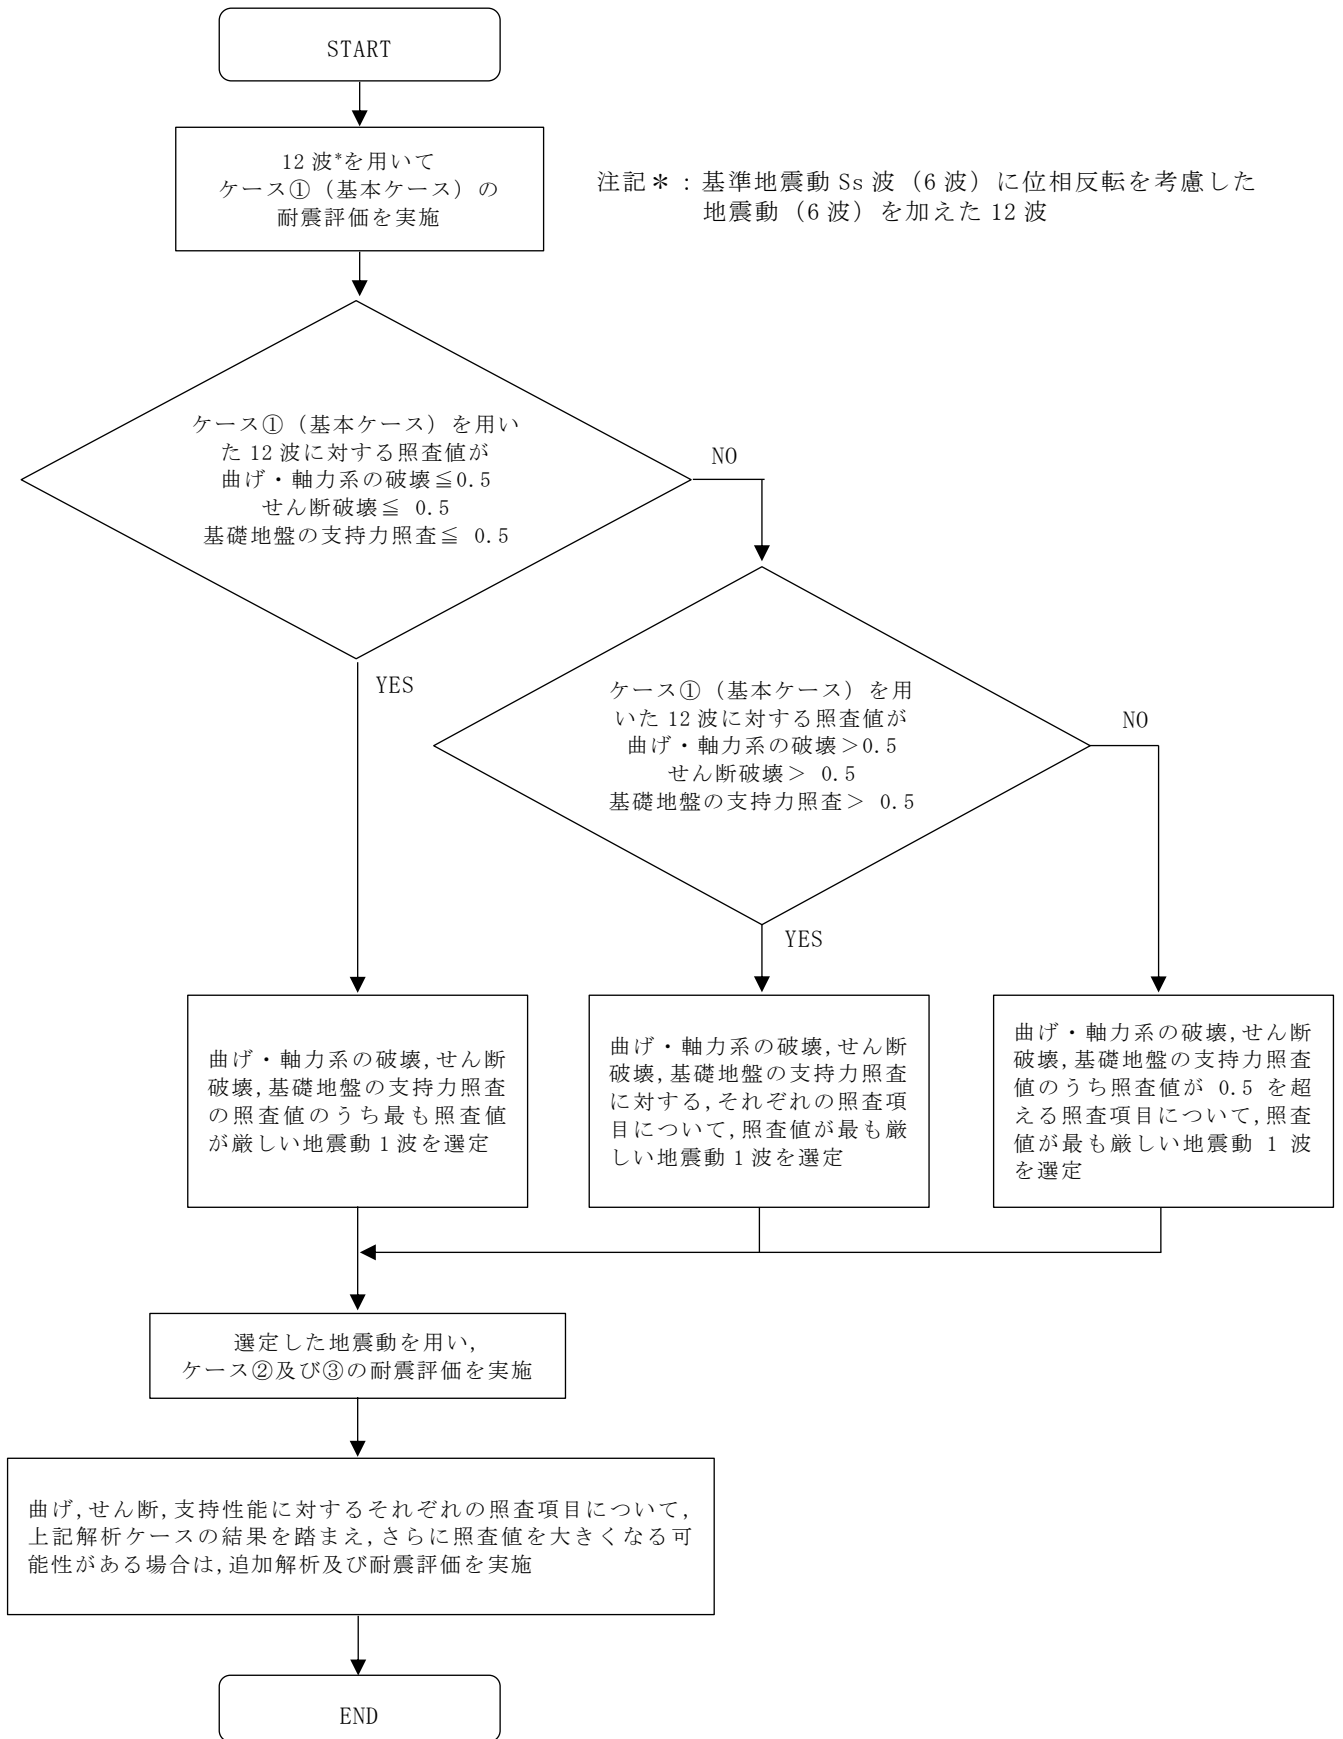 START
12 波*を用いて
ケース①（基本ケース）の
耐震評価を実施
注記＊：基準地震動 Ss 波（6 波）に位相反転を考慮した
地震動（6 波）を加えた 12 波
ケース①（基本ケース）を用い
た 12 波に対する照査値が
曲げ・軸力系の破壊≦0.5
せん断破壊≦ 0.5
基礎地盤の支持力照査≦ 0.5
NO
YES
ケース①（基本ケース）を用
いた 12 波に対する照査値が
曲げ・軸力系の破壊＞0.5
せん断破壊＞ 0.5
基礎地盤の支持力照査＞ 0.5
NO
YES
曲げ・軸力系の破壊,せん断
破壊,基礎地盤の支持力照査
の照査値のうち最も照査値
が厳しい地震動 1 波を選定
曲げ・軸力系の破壊,せん断
破壊,基礎地盤の支持力照査
に対する,それぞれの照査項
目について,照査値が最も厳
しい地震動 1 波を選定
曲げ・軸力系の破壊,せん断
破壊,基礎地盤の支持力照査
値のうち照査値が 0.5 を超
える照査項目について,照査
値が最も厳しい地震動 1 波
を選定
選定した地震動を用い,
ケース②及び③の耐震評価を実施
曲げ,せん断,支持性能に対するそれぞれの照査項目について,
上記解析ケースの結果を踏まえ,さらに照査値を大きくなる可
能性がある場合は,追加解析及び耐震評価を実施
END